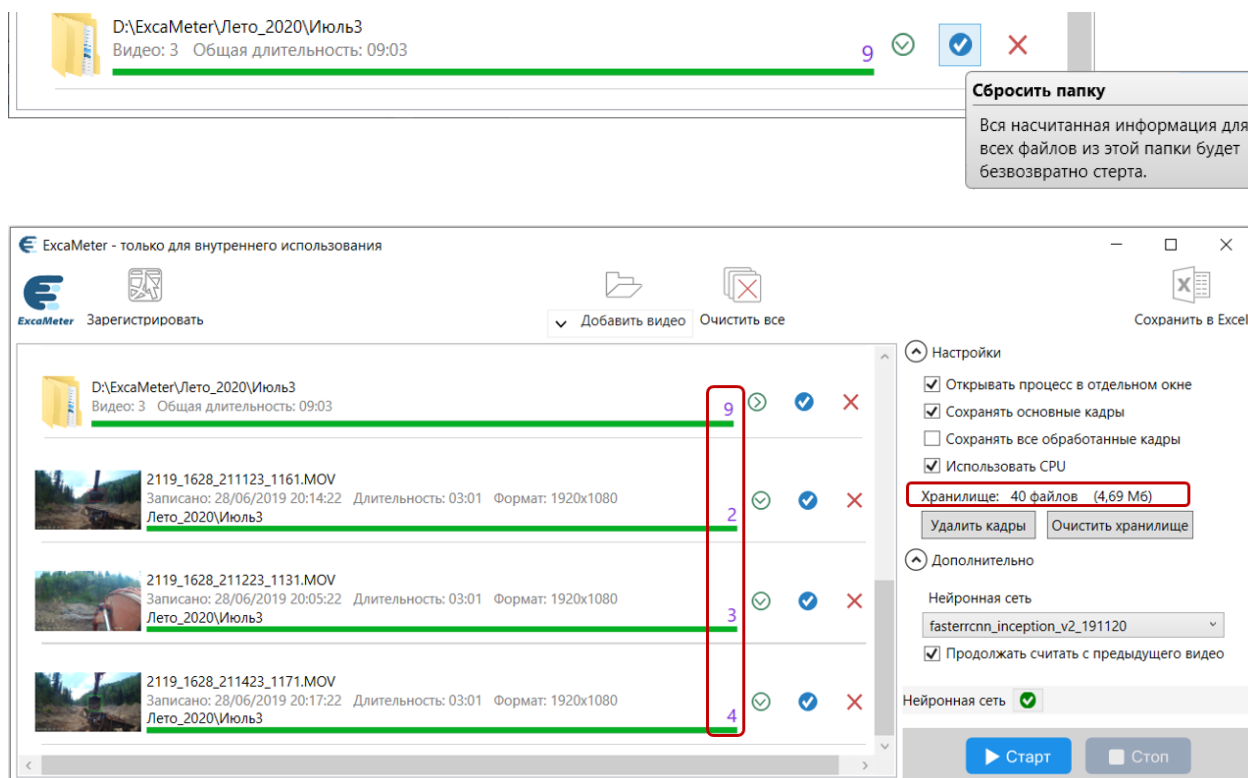 D:\ExcaMeter\Лето_2020\Июль3
Видео: 3 Общая длительность: 09:03
9
Сбросить папку
Вся насчитанная информация для
всех файлов из этой папки будет
безвозвратно стерта.
ExcaMeter - только для внутреннего использования
ExcaMeter
Зарегистрировать
Добавить видео
Очистить все
Сохранить в Excel
D:\ExcaMeter\Лето_2020\Июль3
Видео: 3 Общая длительность: 09:03
9
2119_1628_211123_1161.MOV
Записано: 28/06/2019 20:14:22 Длительность: 03:01 Формат: 1920x1080
Лето_2020\Июль3
2
2119_1628_211223_1131.MOV
Записано: 28/06/2019 20:05:22 Длительность: 03:01 Формат: 1920x1080
Лето_2020\Июль3
3
2119_1628_211423_1171.MOV
Записано: 28/06/2019 20:17:22 Длительность: 03:01 Формат: 1920x1080
Лето_2020\Июль3
4
Настройки
Открывать процесс в отдельном окне
Сохранять основные кадры
Сохранять все обработанные кадры
Использовать CPU
Хранилище: 40 файлов (4,69 Мб)
Удалить кадры
Очистить хранилище
Дополнительно
Нейронная сеть
fasterrcnn_inception_v2_191120
Продолжать считать с предыдущего видео
Нейронная сеть
Старт
Стоп